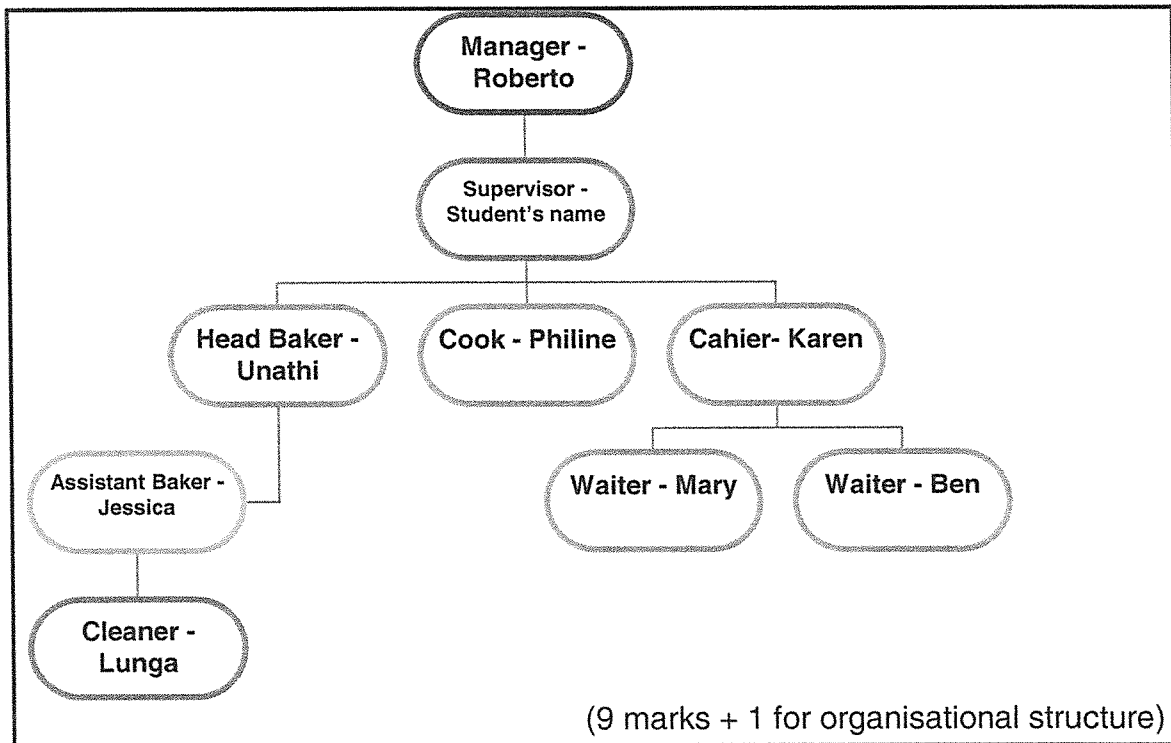 Manager -
Roberto
Supervisor -
Student's name
Head Baker -
Unathi
Cook - Philine
Cahier- Karen
Assistant Baker -
Jessica
Waiter - Mary
Waiter - Ben
Cleaner -
Lunga
(9 marks + 1 for organisational structure)